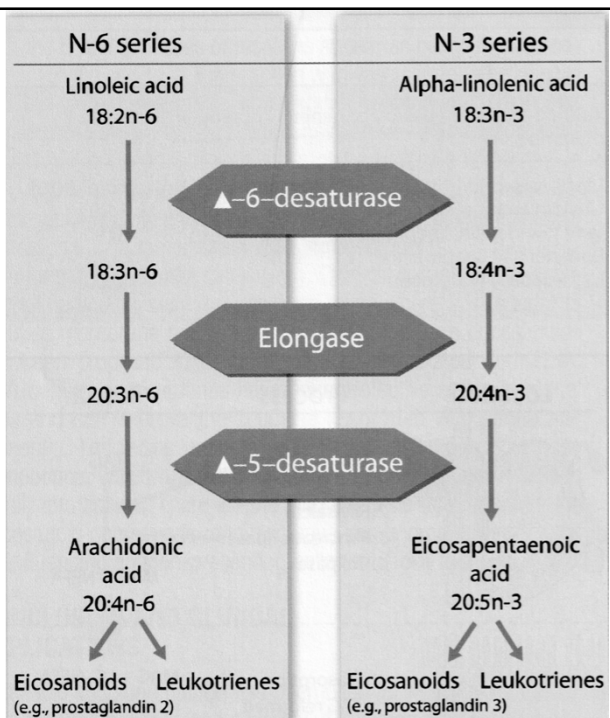 N-6 series
N-3 series
Linoleic acid
18:2n-6
Alpha-linolenic acid
18:3n-3
▲–6–desaturase
18:3n-6
18:4n-3
Elongase
20:3n-6
20:4n-3
▲–5–desaturase
Arachidonic
acid
20:4n-6
Eicosapentaenoic
acid
20:5n-3
Eicosanoids
(e.g., prostaglandin 2)
Leukotrienes
Eicosanoids
(e.g., prostaglandin 3)
Leukotrienes